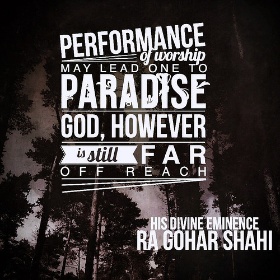 PERFORMANCE
of worship
MAY LEAD ONE TO
PARADISE
GOD, HOWEVER
is still FAR
OFF REACH
HIS DIVINE EMINENCE
RA GOHAR SHAHI